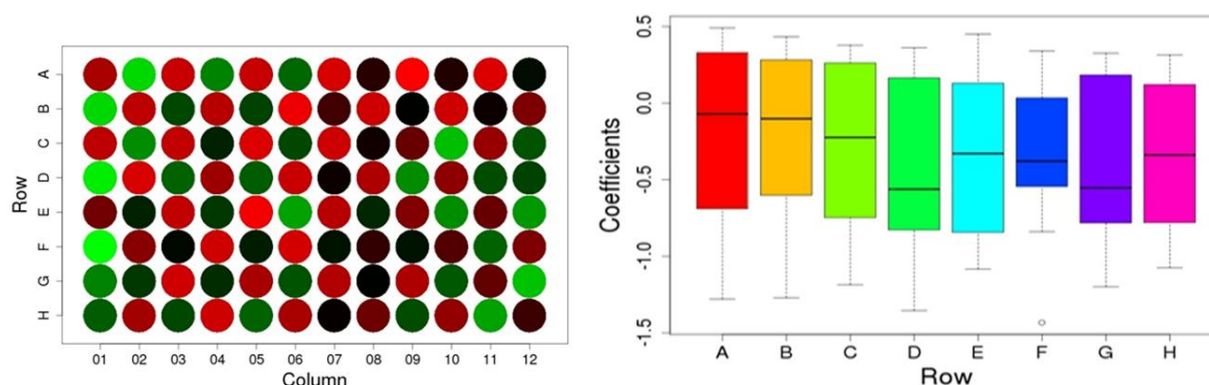 Row
A
B
C
D
E
F
G
H
01 02 03 04 05 06 07 08 09 10 11 12
Column
Coefficients
0.5
0.0
-0.5
-1.0
-1.5
A B C D E F G H
Row